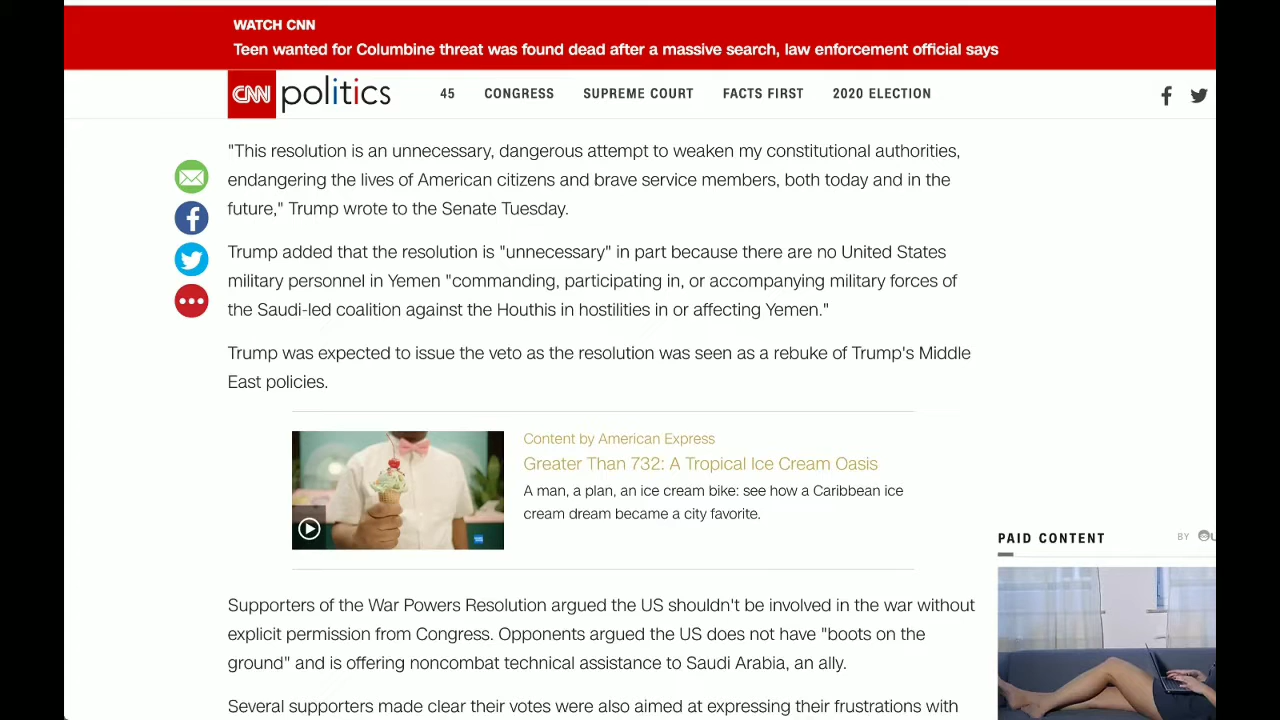 WATCH CNN
Teen wanted for Columbine threat was found dead after a massive search, law enforcement official says
CNN politics 45 CONGRESS SUPREME COURT FACTS FIRST 2020 ELECTION
"This resolution is an unnecessary, dangerous attempt to weaken my constitutional authorities,
endangering the lives of American citizens and brave service members, both today and in the
future," Trump wrote to the Senate Tuesday.
Trump added that the resolution is "unnecessary" in part because there are no United States
military personnel in Yemen "commanding, participating in, or accompanying military forces of
the Saudi-led coalition against the Houthis in hostilities in or affecting Yemen."
Trump was expected to issue the veto as the resolution was seen as a rebuke of Trump's Middle
East policies.
Content by American Express
Greater Than 732: A Tropical Ice Cream Oasis
A man, a plan, an ice cream bike: see how a Caribbean ice
cream dream became a city favorite.
PAID CONTENT BY
Supporters of the War Powers Resolution argued the US shouldn't be involved in the war without
explicit permission from Congress. Opponents argued the US does not have "boots on the
ground" and is offering noncombat technical assistance to Saudi Arabia, an ally.
Several supporters made clear their votes were also aimed at expressing their frustrations with